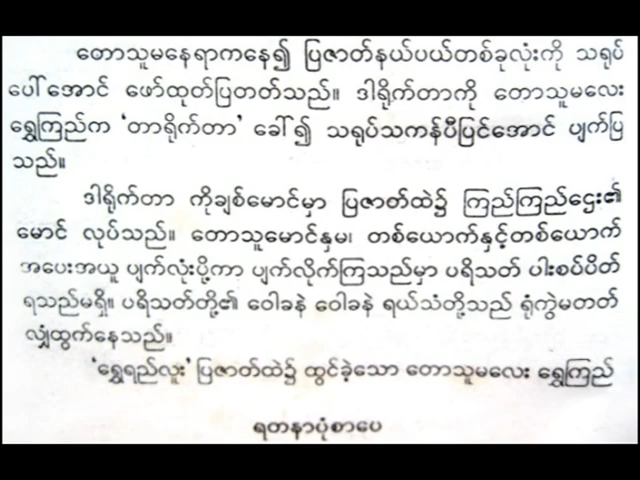 တောသူမနေရာကနေ၍ ပြဇာတ်နယ်ပယ်တစ်ခုလုံးကို သရုပ်
ပေါ်အောင် ဖော်ထုတ်ပြတတ်သည်။ ဒါရိုက်တာကို တောသူမလေး
ရွှေကြည်က ‘တာရိုက်တာ’ ခေါ်၍ သရုပ်သကန်ပီပြင်အောင် ပျက်ပြ
သည်။
ဒါရိုက်တာ ကိုချစ်မောင်မှာ ပြဇာတ်ထဲ၌ ကြည်ကြည်ဌေး၏
မောင် လုပ်သည်။ တောသူမောင်နှမ၊ တစ်ယောက်နှင့်တစ်ယောက်
အပေးအယူ ပျက်လုံးပို့ကာ ပျက်လိုက်ကြသည်မှာ ပရိသတ် ပါးစပ်ပိတ်
ရသည်မရှိ။ ပရိသတ်တို့၏ ဝေါခနဲ ဝေါခနဲ ရယ်သံတို့သည် ရုံကွဲမတတ်
လျှံထွက်နေသည်။
‘ရွှေရည်လူး’ ပြဇာတ်ထဲ၌ ထွင်ခဲ့သော တောသူမလေး ရွှေကြည်
ရတနာပုံစာပေ